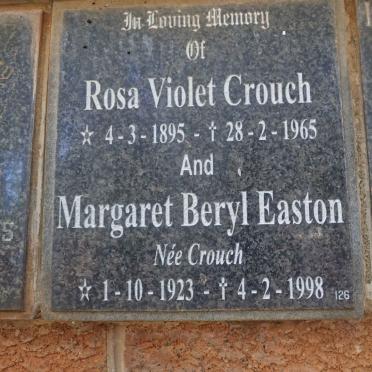 In Loving Memory
Of
Rosa Violet Crouch
☆ 4-3-1895 - † 28-2-1965
And
Margaret Beryl Easton
Née Crouch
☆ 1-10-1923 - † 4-2-1998
126